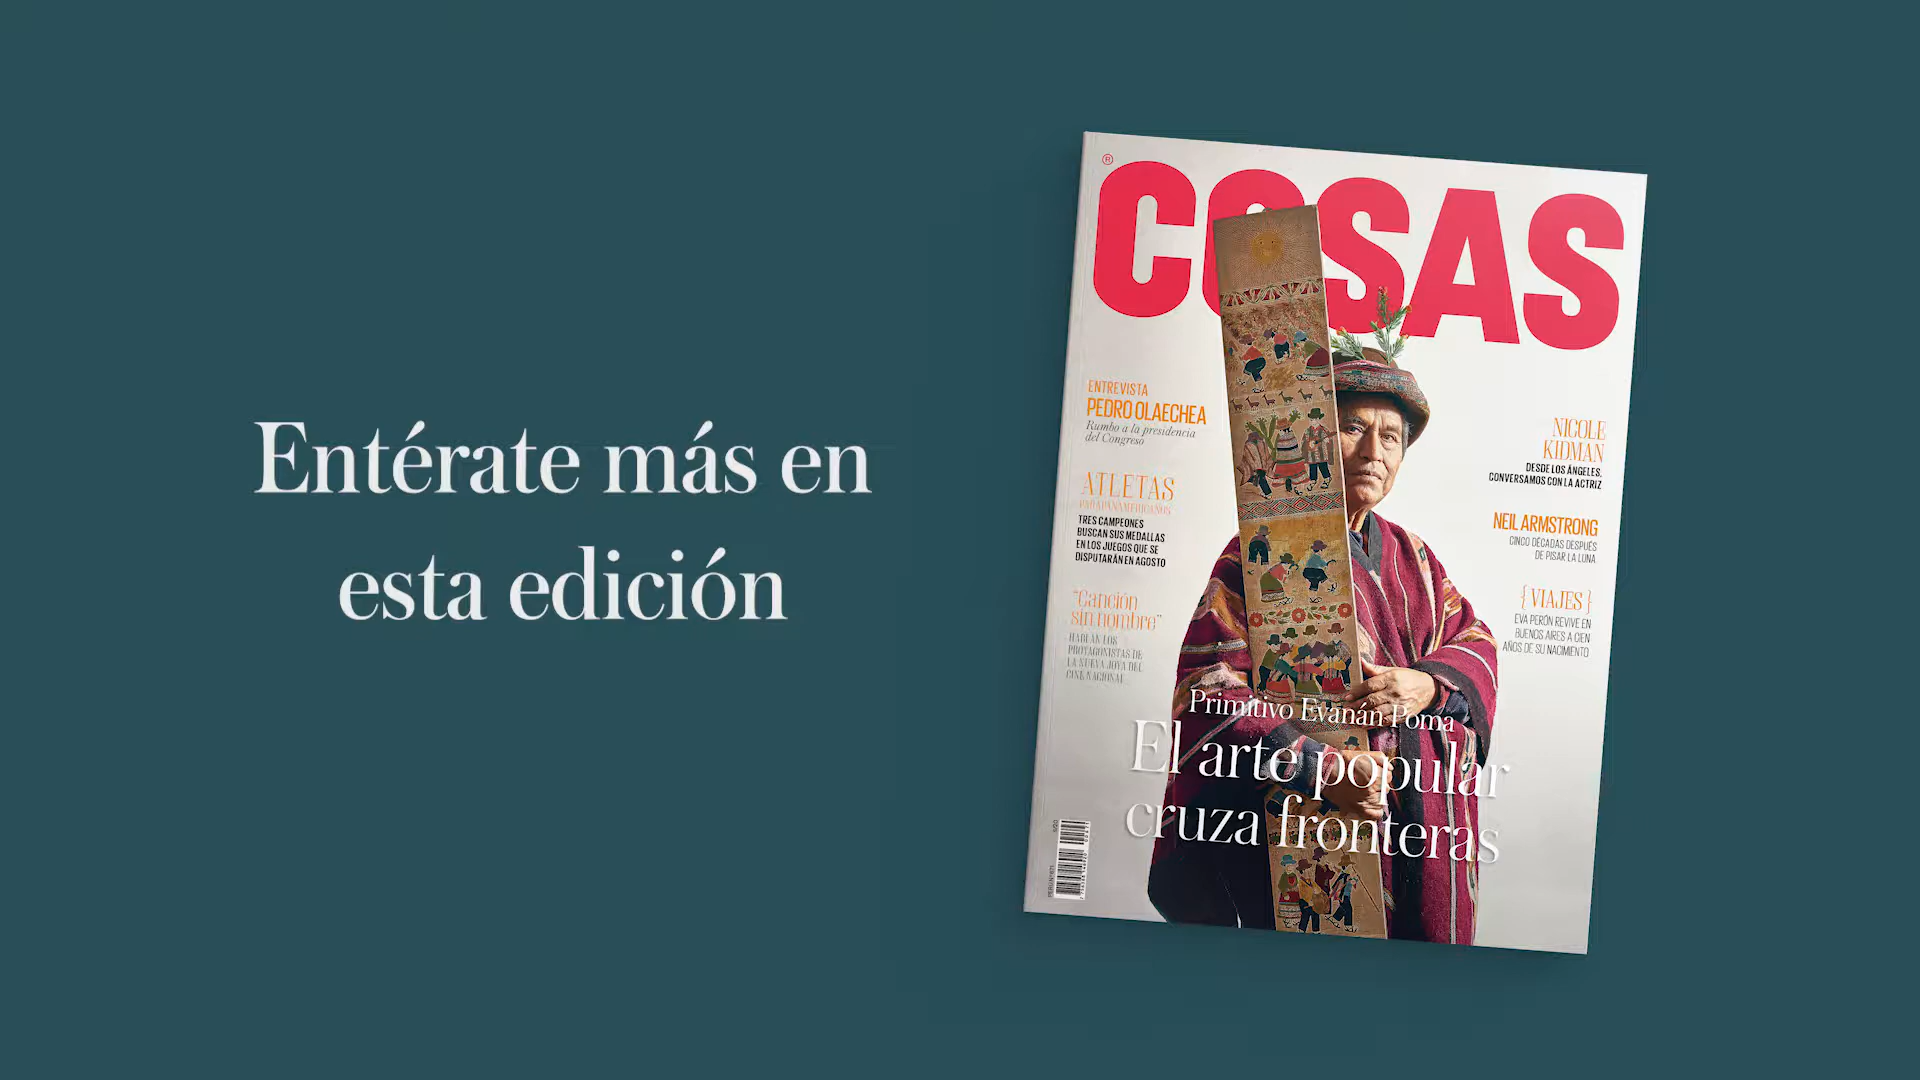 Entérate más en
esta edición
®
COSAS
ENTREVISTA
PEDRO OLAECHEA
Rumbo a la presidencia
del Congreso
ATLETAS
TRES CAMPEONES
BUSCAN SUS MEDALLAS
EN LOS JUEGOS QUE SE
DISPUTARÁN EN AGOSTO
"Canción
sin nombre"
HABLAN LOS
PROTAGONISTAS DE
LA NUEVA JOYA DEL
CINE NACIONAL
NICOLE
KIDMAN
DESDE LOS ÁNGELES,
CONVERSAMOS CON LA ACTRIZ
NEIL ARMSTRONG
CINCO DÉCADAS DESPUÉS
DE PISAR LA LUNA
{ VIAJES }
EVA PERÓN REVIVE EN
BUENOS AIRES A CIEN
AÑOS DE SU NACIMIENTO
Primitivo Evanán Poma
El arte popular
cruza fronteras